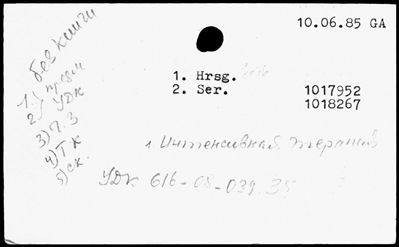 10.06.85 GA
без книги
1. Hrsg.
2. Ser. 1017952
1018267
1.) предм
2) УДК
3) Ч.З
4) Т К
5) ск.
1 Интенсивная терапия
УДК 616-08-039.35